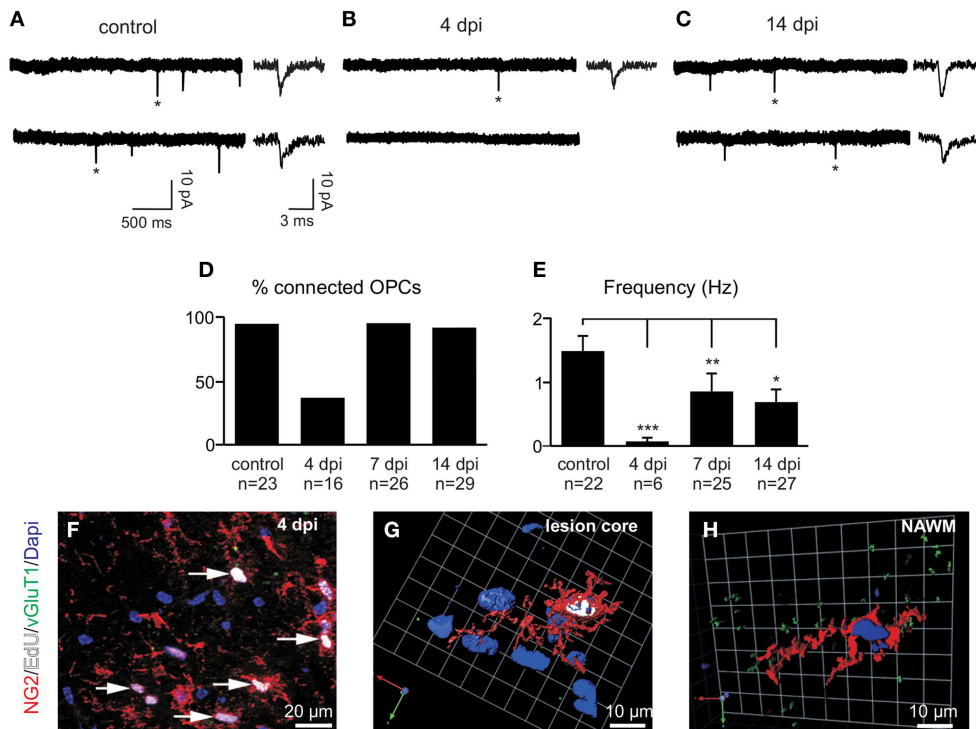 A
control
B
4 dpi
C
14 dpi
*
*
*
*
*
10 pA
500 ms
10 pA
3 ms
D
% connected OPCs
100
50
0
control
n=23
4 dpi
n=16
7 dpi
n=26
14 dpi
n=29
E
Frequency (Hz)
2
1
0
***
**
*
control
n=22
4 dpi
n=6
7 dpi
n=25
14 dpi
n=27
NG2/EdU/vGluT1/Dapi
F
4 dpi
20 µm
G
lesion core
10 µm
H
NAWM
10 µm